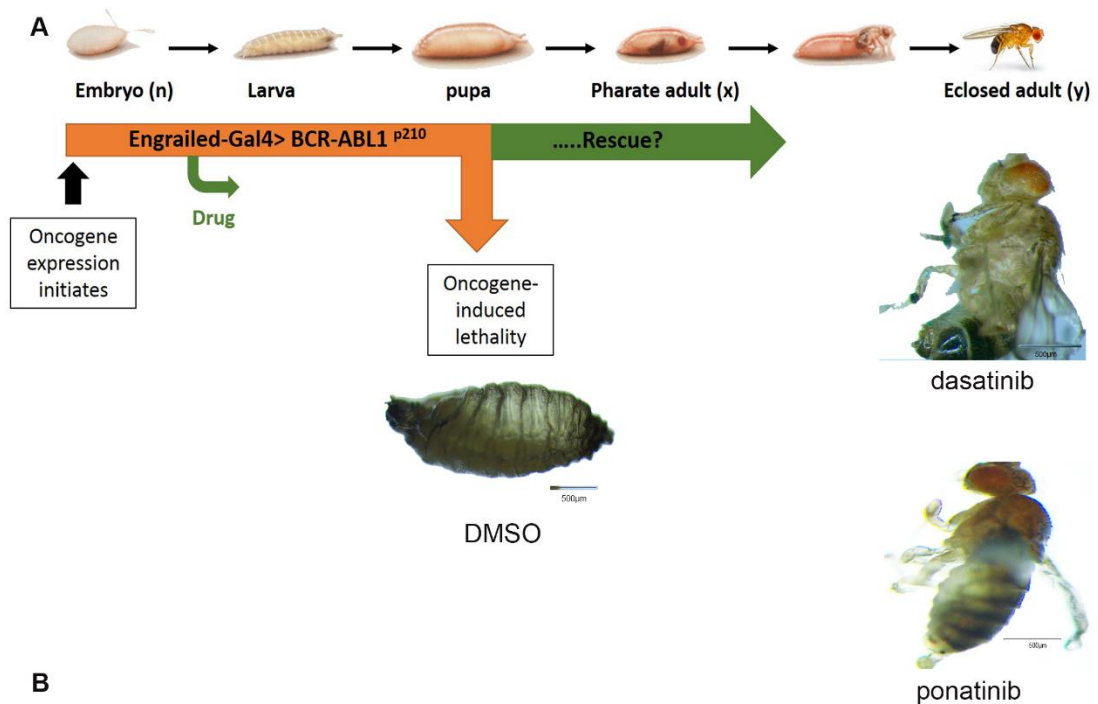 A
Embryo (n)
Larva
pupa
Pharate adult (x)
Eclosed adult (y)
Engrailed-Gal4> BCR-ABL1 p210
.....Rescue?
Drug
Oncogene
expression
initiates
Oncogene-
induced
lethality
500µm
DMSO
500µm
dasatinib
500µm
ponatinib
B